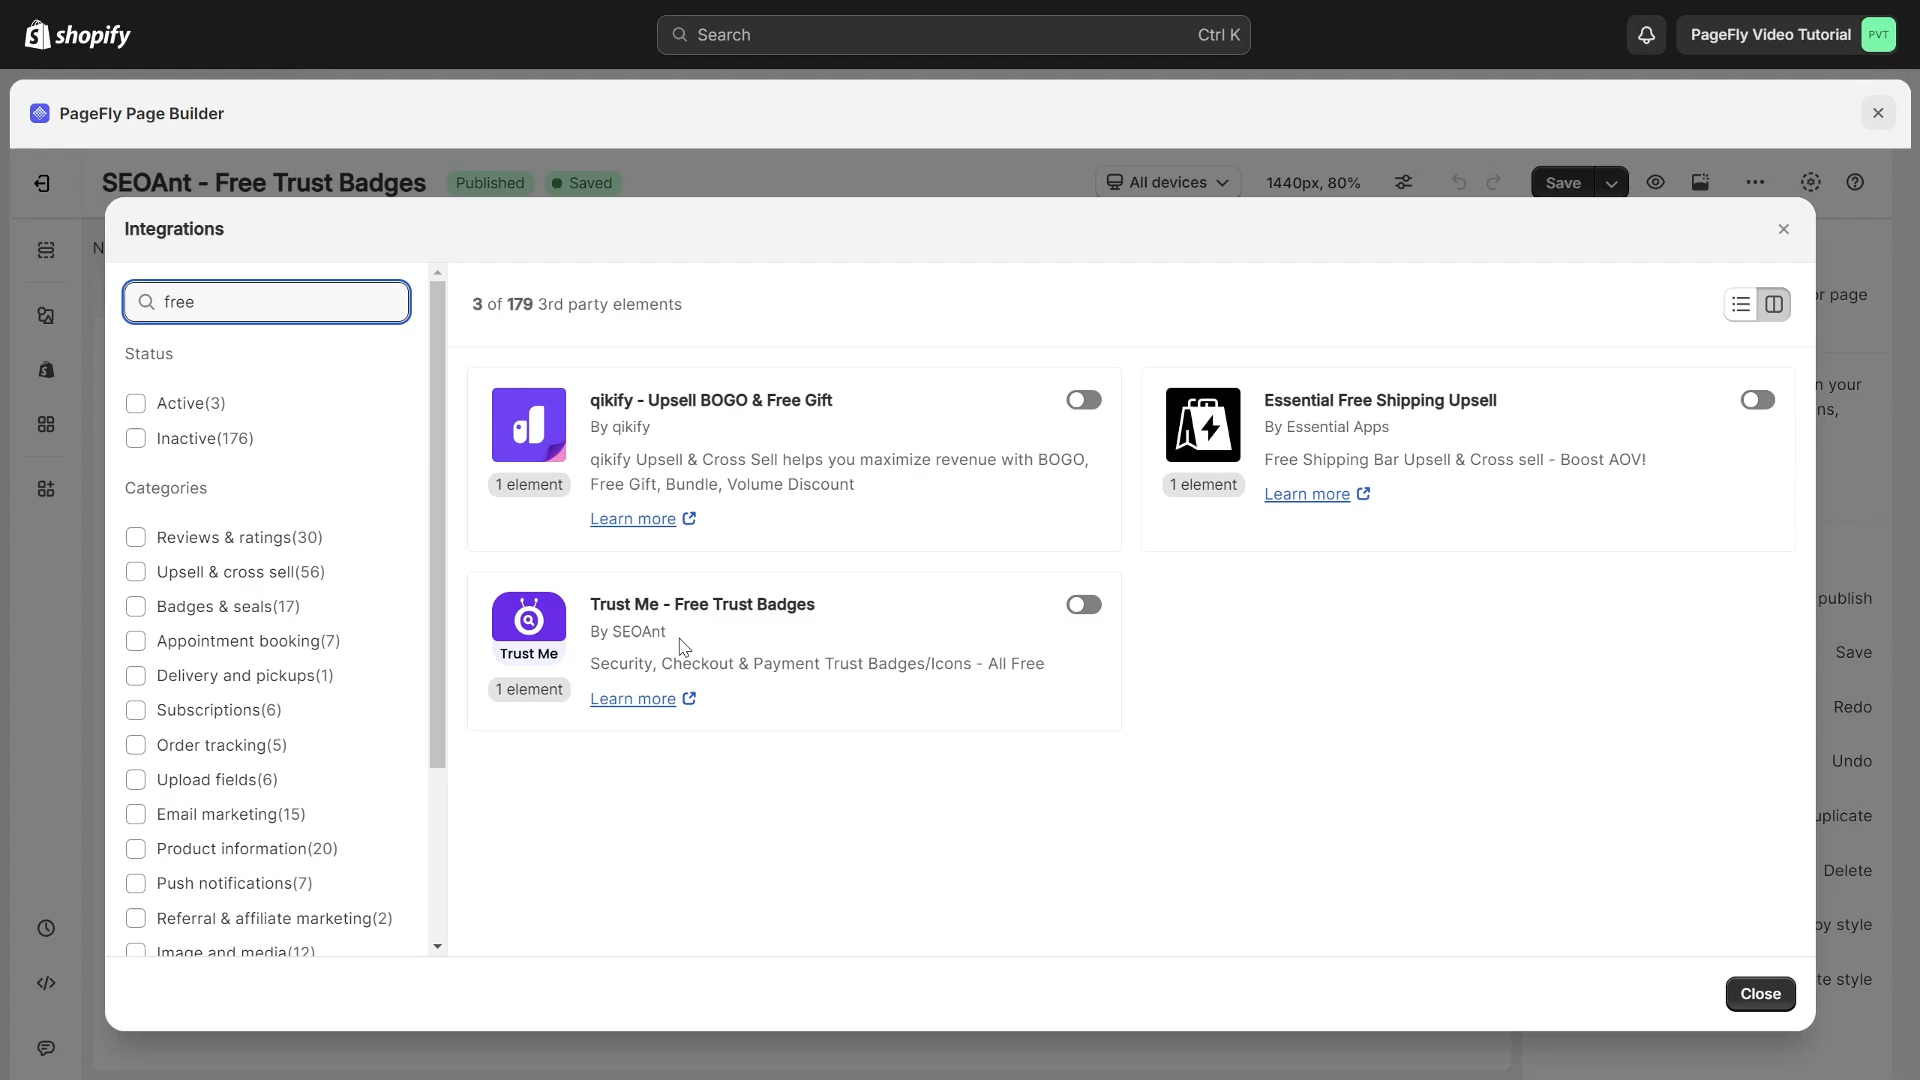 shopify
Search
Ctrl K
PageFly Video Tutorial
PVT
PageFly Page Builder
SEOAnt - Free Trust Badges
Published
Saved
All devices
1440px, 80%
Save
Integrations
free
Status
Active(3)
Inactive(176)
Categories
Reviews & ratings(30)
Upsell & cross sell(56)
Badges & seals(17)
Appointment booking(7)
Delivery and pickups(1)
Subscriptions(6)
Order tracking(5)
Upload fields(6)
Email marketing(15)
Product information(20)
Push notifications(7)
Referral & affiliate marketing(2)
Image and media(12)
3 of 179 3rd party elements
qikify - Upsell BOGO & Free Gift
By qikify
qikify Upsell & Cross Sell helps you maximize revenue with BOGO,
Free Gift, Bundle, Volume Discount
1 element
Learn more
Essential Free Shipping Upsell
By Essential Apps
Free Shipping Bar Upsell & Cross sell - Boost AOV!
1 element
Learn more
Trust Me
Trust Me - Free Trust Badges
By SEOAnt
Security, Checkout & Payment Trust Badges/Icons - All Free
1 element
Learn more
Close
page
your
publish
Save
Redo
Undo
Delete
style
style